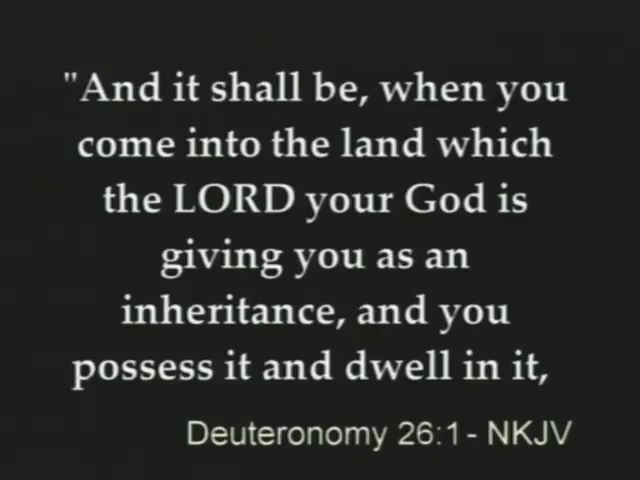 "And it shall be, when you
come into the land which
the LORD your God is
giving you as an
inheritance, and you
possess it and dwell in it,
Deuteronomy 26:1 - NKJV